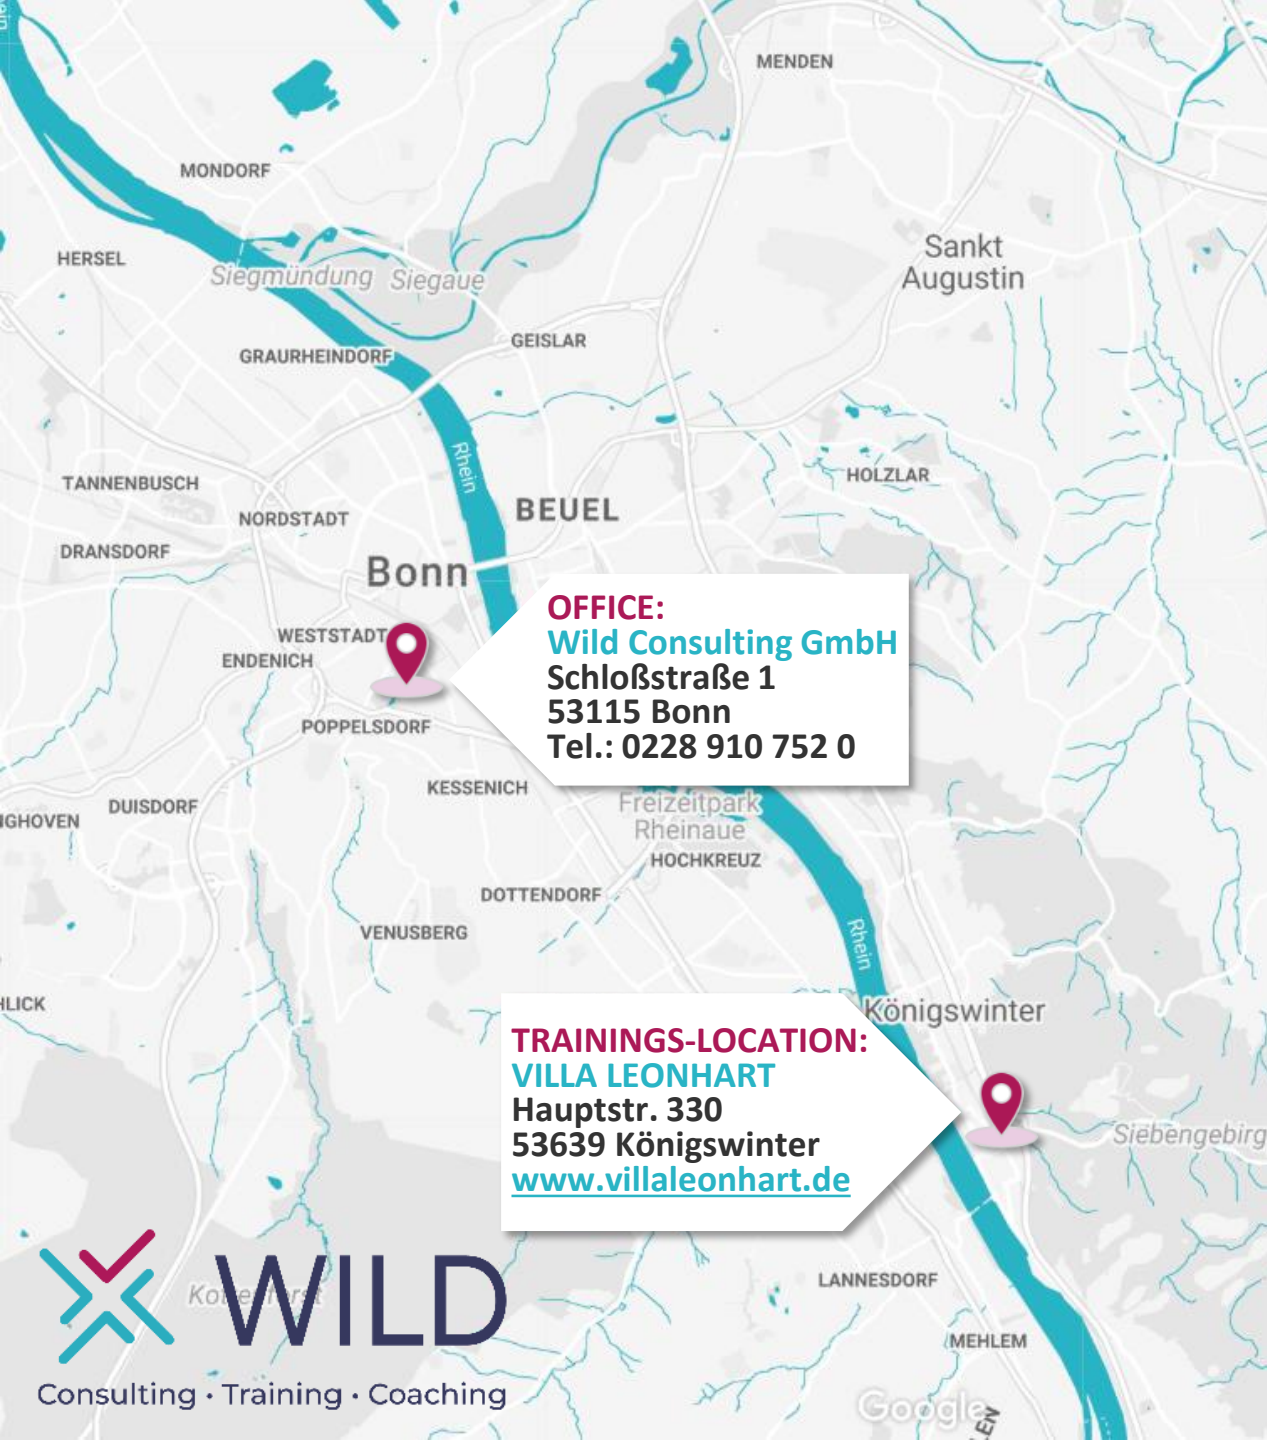 MENDEN
MONDORF
HERSEL
Siegmündung
Siegaue
Sankt
Augustin
GEISLAR
GRAURHEINDORF
Rhein
TANNENBUSCH
HOLZLAR
BEUEL
NORDSTADT
DRANSDORF
Bonn
WESTSTADT
ENDENICH
POPPELSDORF
OFFICE:
Wild Consulting GmbH
Schloßstraße 1
53115 Bonn
Tel.: 0228 910 752 0
KESSENICH
DUISDORF
IGHOVEN
Freizeitpark
Rheinaue
HOCHKREUZ
DOTTENDORF
VENUSBERG
Rhein
HLICK
Königswinter
TRAININGS-LOCATION:
VILLA LEONHART
Hauptstr. 330
53639 Königswinter
www.villaleonhart.de
Siebengebirg
LANNESDORF
MEHLEM
WILD
Consulting · Training · Coaching
Google
LEN